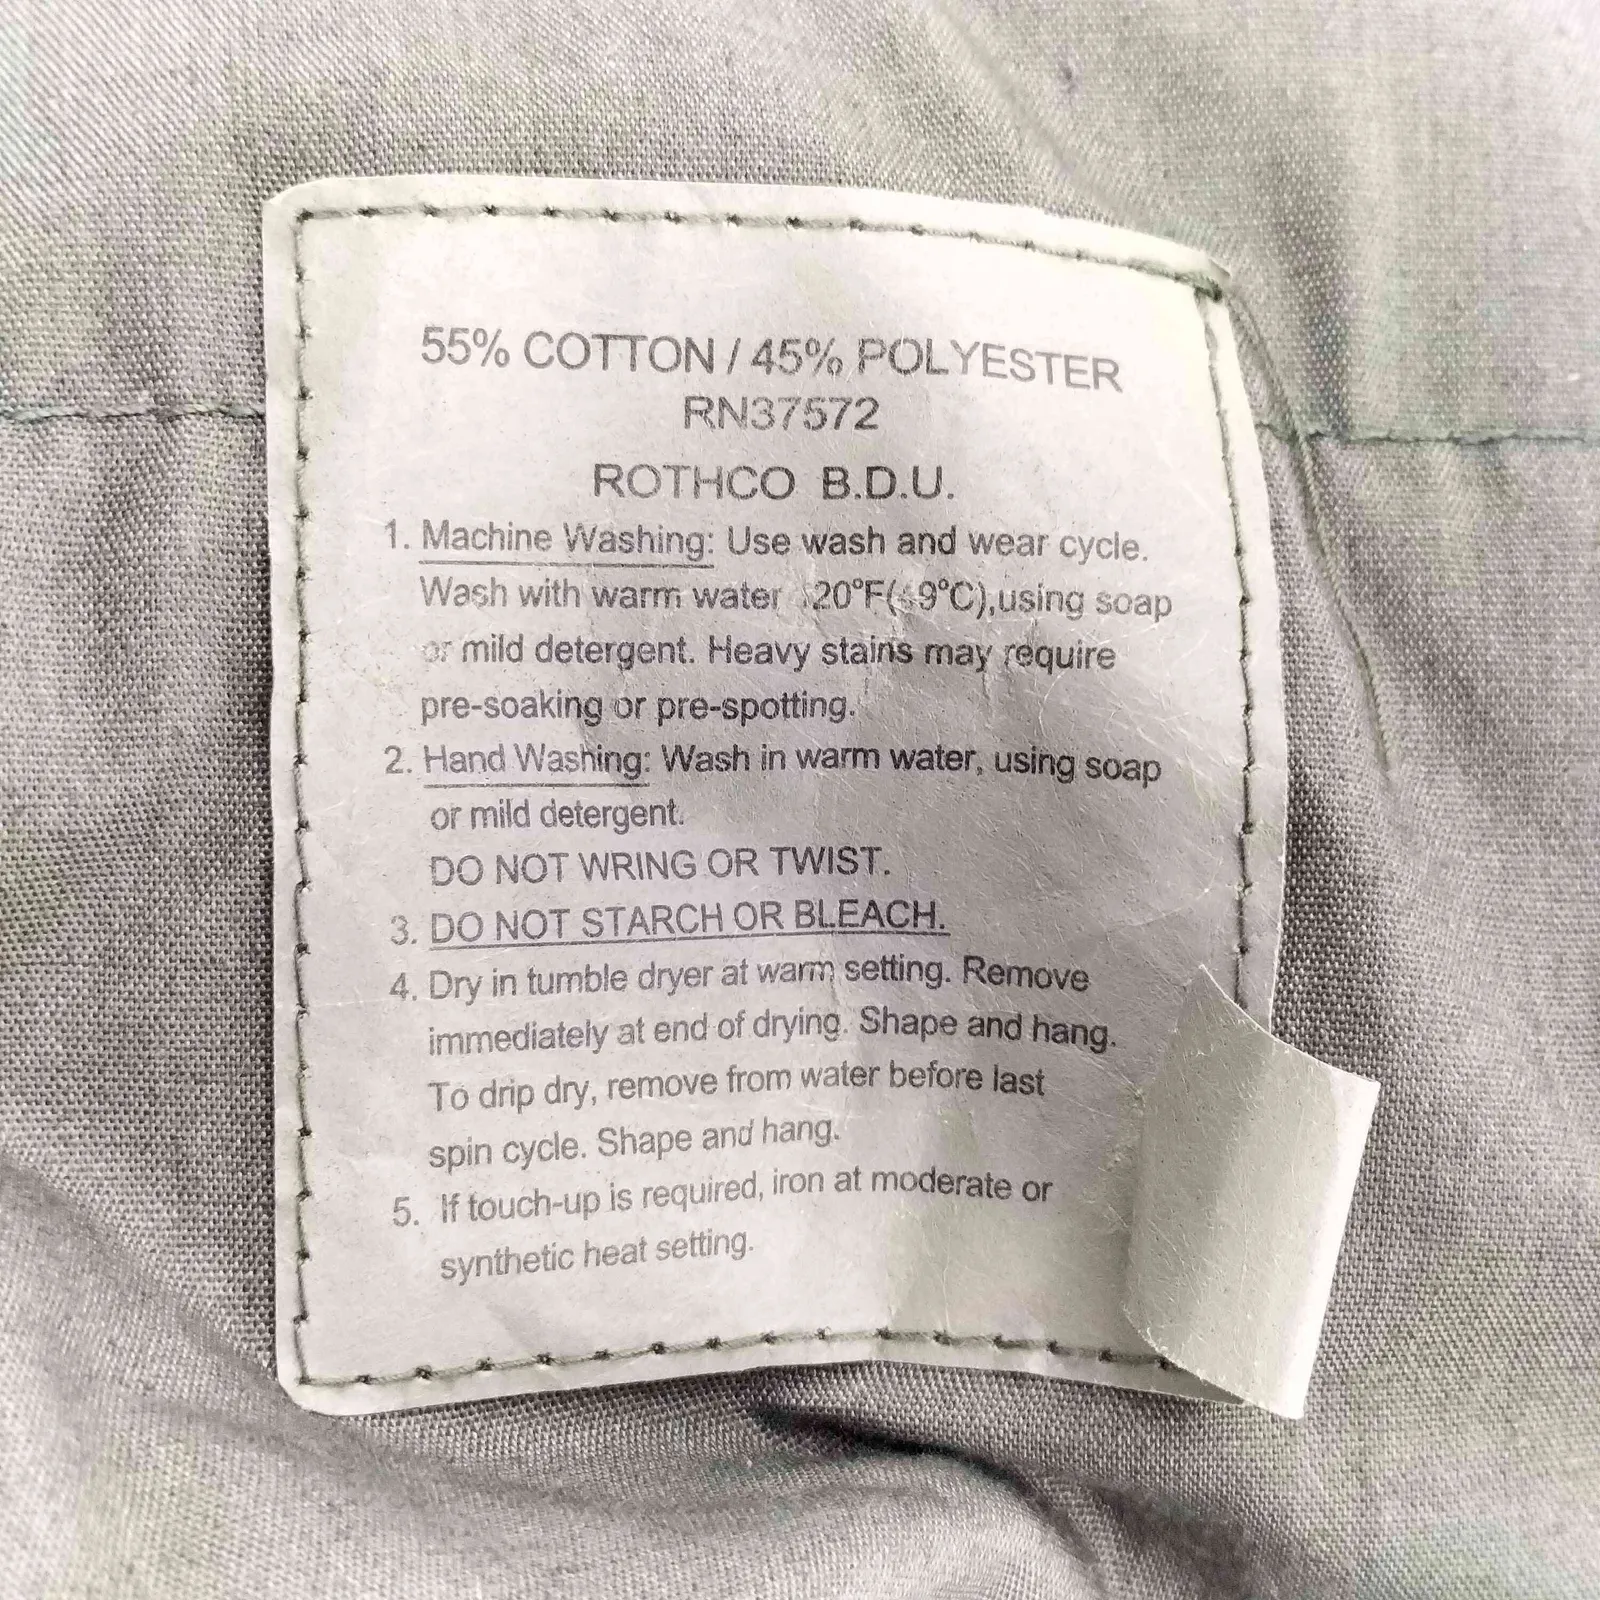 55% COTTON / 45% POLYESTER
RN37572
ROTHCO B.D.U.
1. Machine Washing: Use wash and wear cycle.
Wash with warm water 120°F(49°C),using soap
or mild detergent. Heavy stains may require
pre-soaking or pre-spotting.
2. Hand Washing: Wash in warm water, using soap
or mild detergent.
DO NOT WRING OR TWIST.
3. DO NOT STARCH OR BLEACH.
4. Dry in tumble dryer at warm setting. Remove
immediately at end of drying. Shape and hang.
To drip dry, remove from water before last
spin cycle. Shape and hang.
5. If touch-up is required, iron at moderate or
synthetic heat setting.